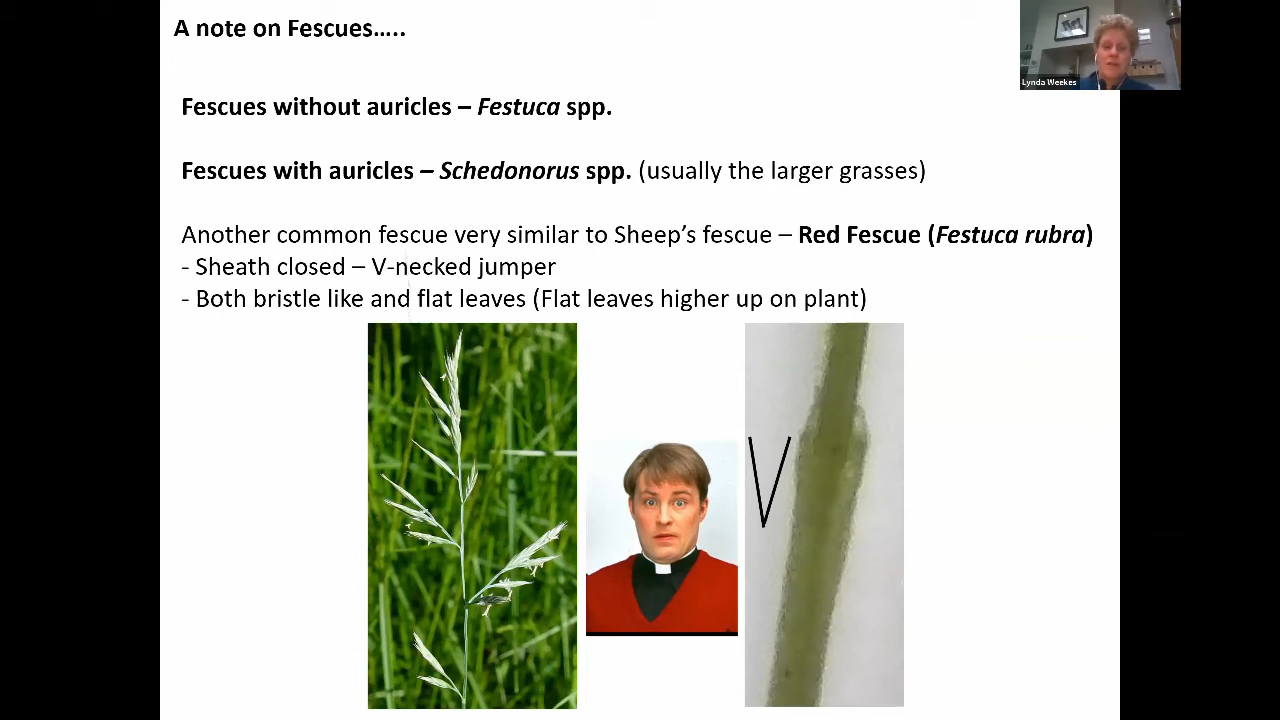 A note on Fescues.....
Lynda Weekes
Fescues without auricles – Festuca spp.
Fescues with auricles – Schedonorus spp. (usually the larger grasses)
Another common fescue very similar to Sheep’s fescue – Red Fescue (Festuca rubra)
- Sheath closed – V-necked jumper
- Both bristle like and flat leaves (Flat leaves higher up on plant)
V